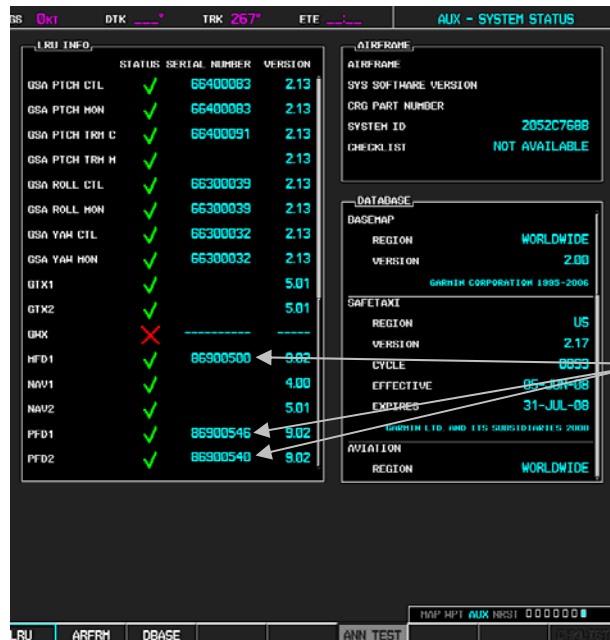 GS 0KT DTK ___° TRK 267° ETE __:__ AUX - SYSTEM STATUS
LRU INFO
STATUS SERIAL NUMBER VERSION
GSA PTCH CTL 66400083 2.13
GSA PTCH MON 66400083 2.13
GSA PTCH TRM C 66400091 2.13
GSA PTCH TRM M 2.13
GSA ROLL CTL 66300039 2.13
GSA ROLL MON 66300039 2.13
GSA YAW CTL 66300032 2.13
GSA YAW MON 66300032 2.13
GTX1 5.01
GTX2 5.01
GWX ---------- -----
MFD1 86900500 9.02
NAV1 4.00
NAV2 5.01
PFD1 86900546 9.02
PFD2 86900540 9.02
AIRFRAME
AIRFRAME
SYS SOFTWARE VERSION
CRG PART NUMBER
SYSTEM ID 2052C768B
CHECKLIST NOT AVAILABLE
DATABASE
BASEMAP
REGION WORLDWIDE
VERSION 2.00
GARMIN CORPORATION 1995-2006
SAFETAXI
REGION US
VERSION 2.17
CYCLE
EFFECTIVE 05-JUN-08
EXPIRES 31-JUL-08
GARMIN LTD. AND ITS SUBSIDIARIES
AVIATION
REGION WORLDWIDE
MAP WPT AUX NRST
LRU ARFRM DBASE ANN TEST